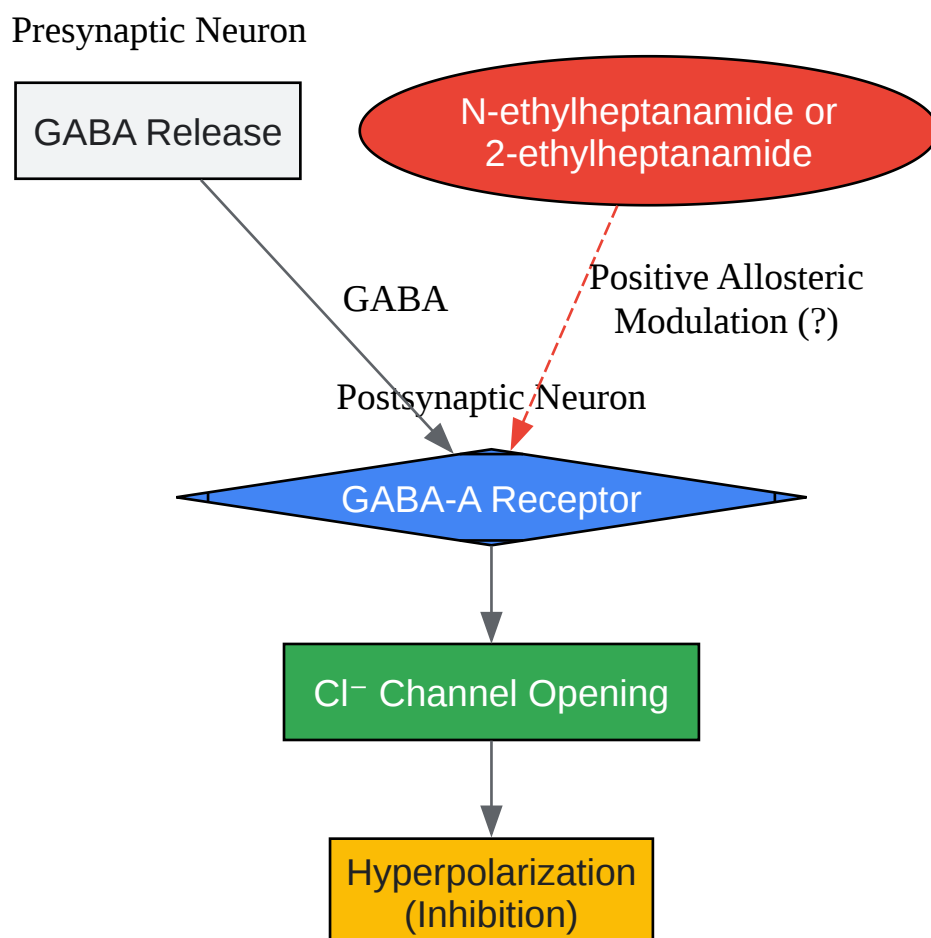 Presynaptic Neuron
GABA Release
N-ethylheptanamide or
2-ethylheptanamide
GABA
Positive Allosteric
Modulation (?)
Postsynaptic Neuron
GABA-A Receptor
Cl⁻ Channel Opening
Hyperpolarization
(Inhibition)